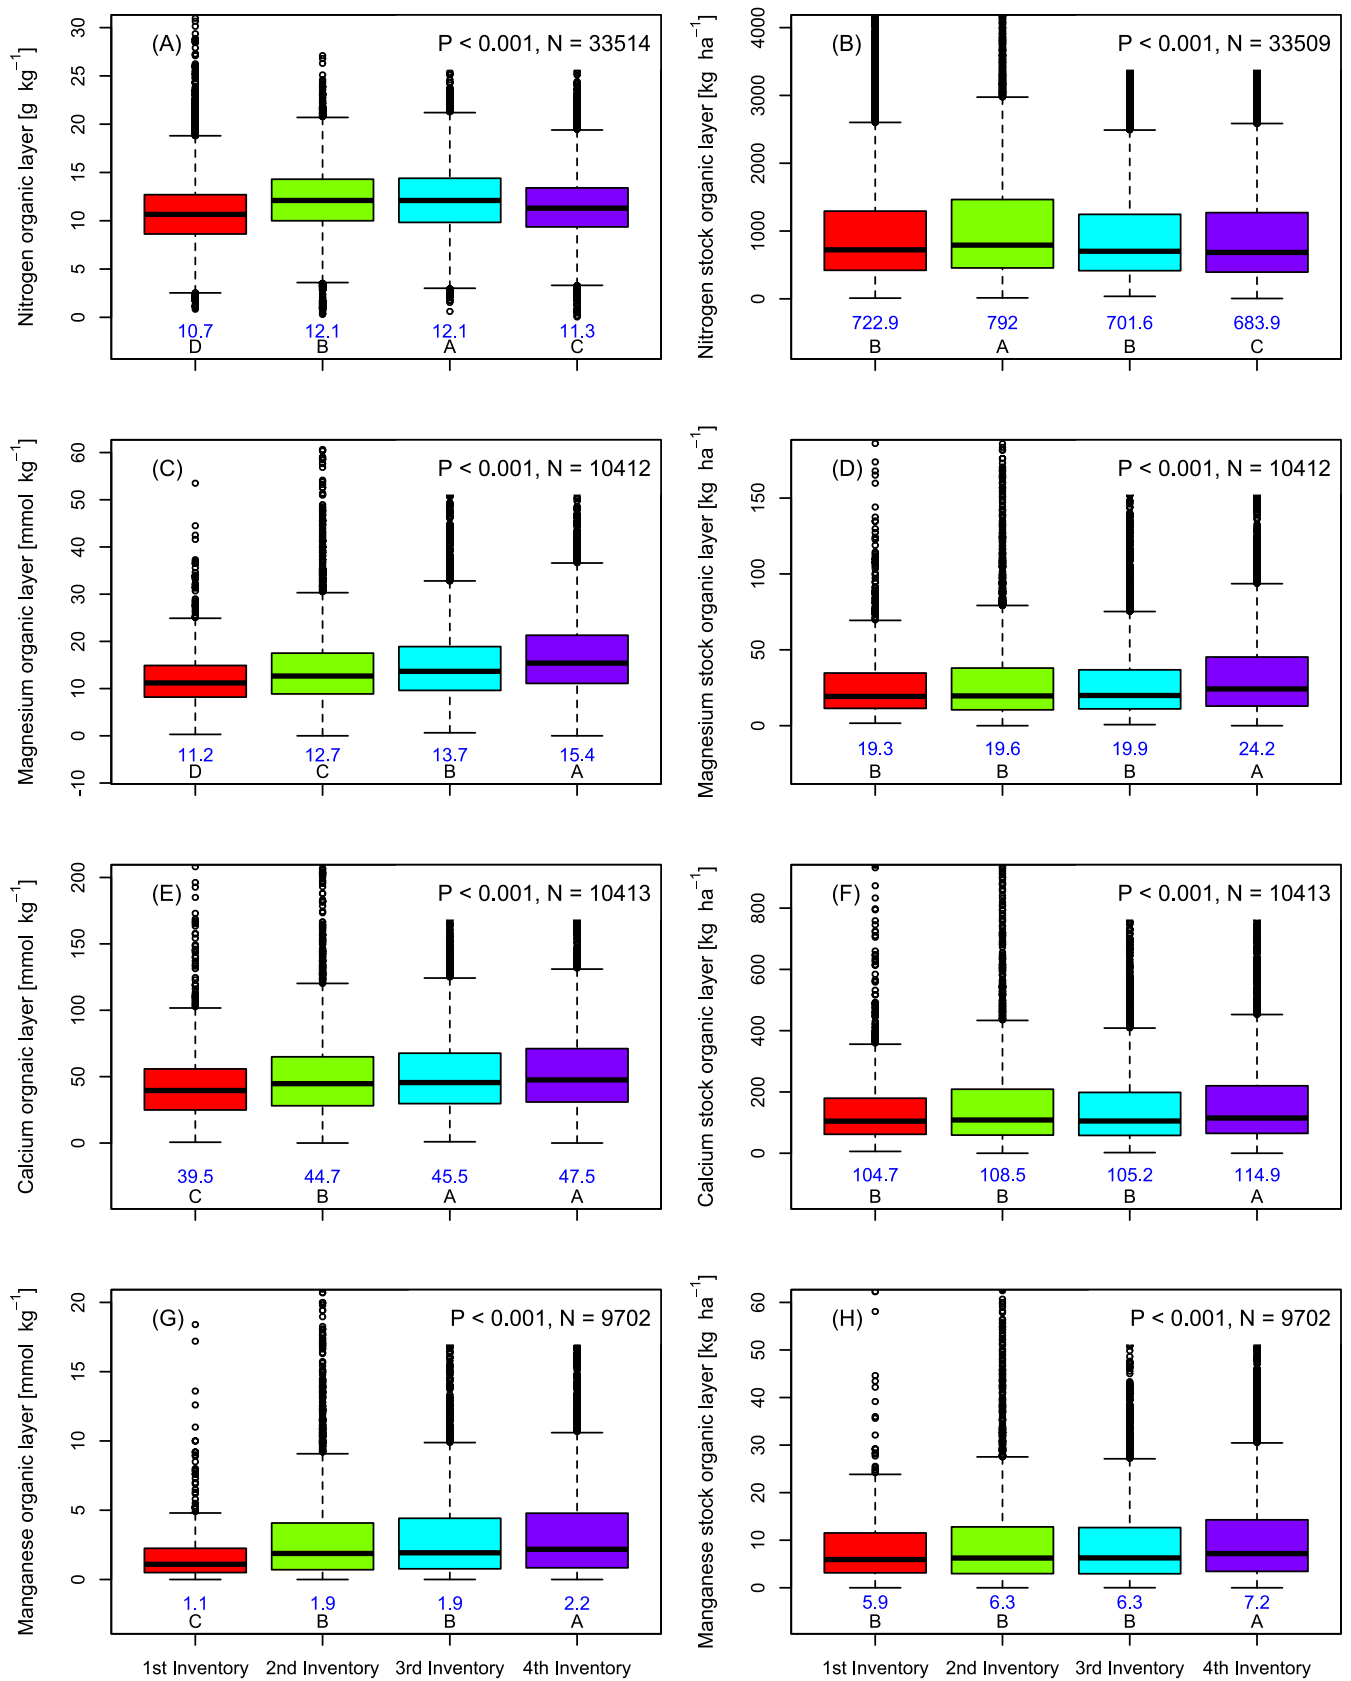 Nitrogen organic layer [g kg⁻¹]
0 5 10 15 20 25 30
(A)
P < 0.001, N = 33514
10.7 12.1 12.1 11.3
D B A C
Nitrogen stock organic layer [kg ha⁻¹]
0 1000 2000 3000 4000
(B)
P < 0.001, N = 33509
722.9 792 701.6 683.9
B A B C
Magnesium organic layer [mmol kg⁻¹]
-10 0 10 20 30 40 50 60
(C)
P < 0.001, N = 10412
11.2 12.7 13.7 15.4
D C B A
Magnesium stock organic layer [kg ha⁻¹]
0 50 100 150
(D)
P < 0.001, N = 10412
19.3 19.6 19.9 24.2
B B B A
Calcium orgnaic layer [mmol kg⁻¹]
0 50 100 150 200
(E)
P < 0.001, N = 10413
39.5 44.7 45.5 47.5
C B A A
Calcium stock organic layer [kg ha⁻¹]
0 200 400 600 800
(F)
P < 0.001, N = 10413
104.7 108.5 105.2 114.9
B B B A
Manganese organic layer [mmol kg⁻¹]
0 5 10 15 20
(G)
P < 0.001, N = 9702
1.1 1.9 1.9 2.2
C B B A
1st Inventory 2nd Inventory 3rd Inventory 4th Inventory
Manganese stock organic layer [kg ha⁻¹]
0 10 20 30 40 50 60
(H)
P < 0.001, N = 9702
5.9 6.3 6.3 7.2
B B B A
1st Inventory 2nd Inventory 3rd Inventory 4th Inventory